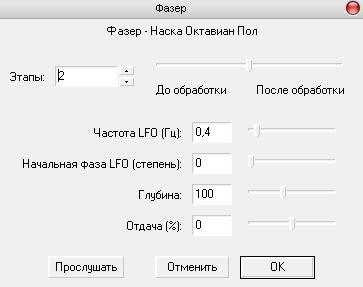 Фазер
Фазер - Наска Октавиан Пол
Этапы: 2
До обработки После обработки
Частота LFO (Гц): 0,4
Начальная фаза LFO (степень): 0
Глубина: 100
Отдача (%): 0
Прослушать Отменить OK